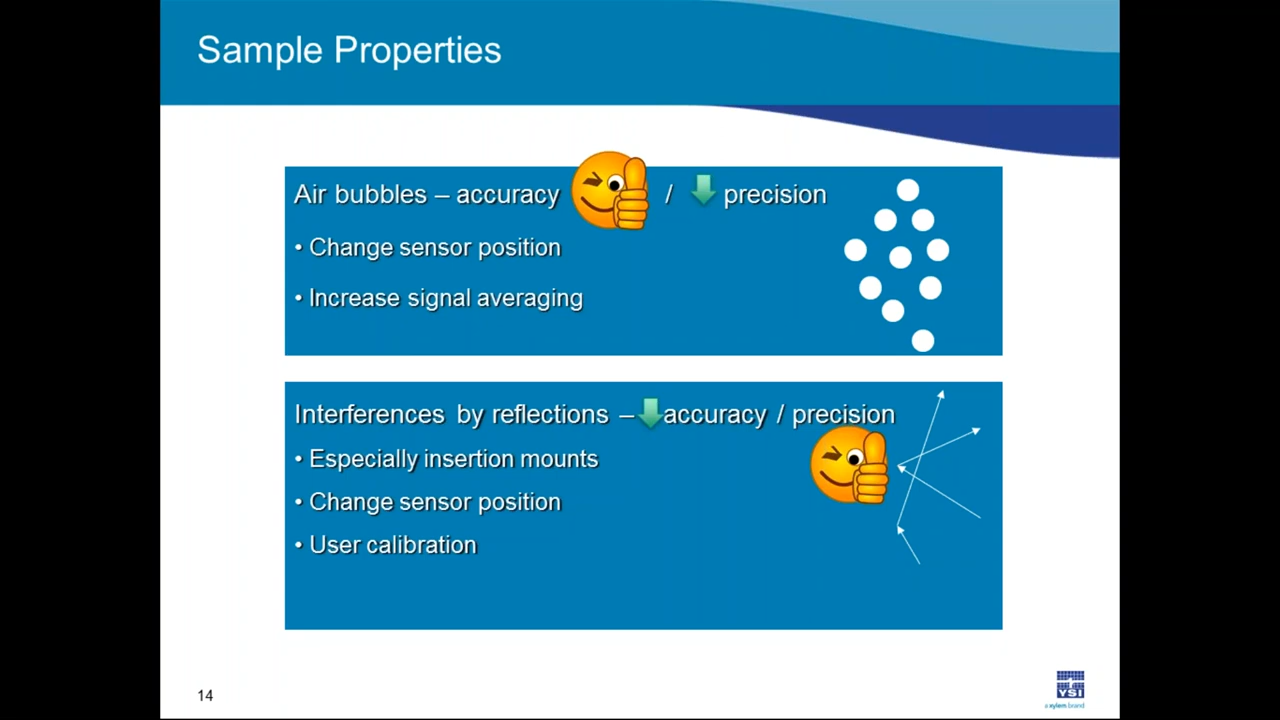 Sample Properties
Air bubbles – accuracy / precision
• Change sensor position
• Increase signal averaging
Interferences by reflections – accuracy / precision
• Especially insertion mounts
• Change sensor position
• User calibration
14
YSI
a xylem brand